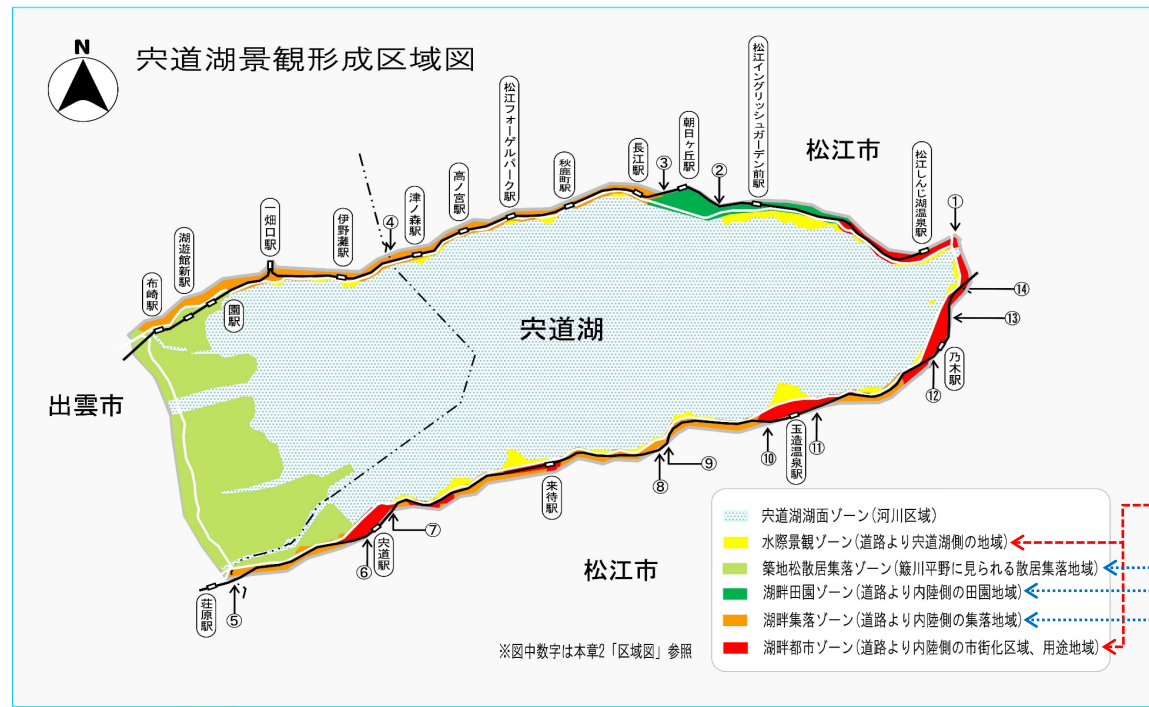 N
宍道湖景観形成区域図
松江イングリッシュガーデン前駅
松江フォーゲルパーク駅
朝日ヶ丘駅
長江駅
③
②
松江市
秋鹿町駅
高ノ宮駅
津ノ森駅
④
松江しんじ湖温泉駅
①
一畑口駅
伊野灘駅
湖遊館新駅
布崎駅
園駅
⑭
⑬
宍道湖
乃木駅
⑫
出雲市
玉造温泉駅
⑪
⑩
⑨
⑧
来待駅
⑦
宍道駅
⑥
松江市
荘原駅
⑤
宍道湖湖面ゾーン(河川区域)
水際景観ゾーン(道路より宍道湖側の地域)
築地松散居集落ゾーン(簸川平野に見られる散居集落地域)
湖畔田園ゾーン(道路より内陸側の田園地域)
湖畔集落ゾーン(道路より内陸側の集落地域)
湖畔都市ゾーン(道路より内陸側の市街化区域、用途地域)
※図中数字は本章2「区域図」参照